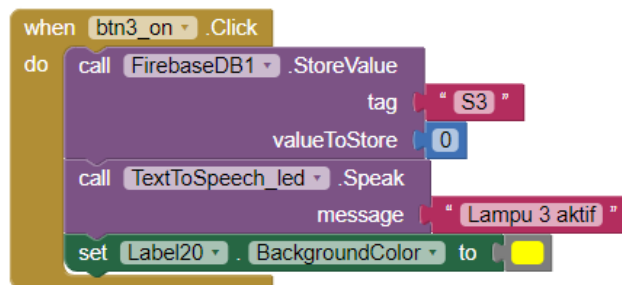 when btn3_on .Click
do call FirebaseDB1 .StoreValue
tag " S3 "
valueToStore 0
call TextToSpeech_led .Speak
message " Lampu 3 aktif "
set Label20 . BackgroundColor to